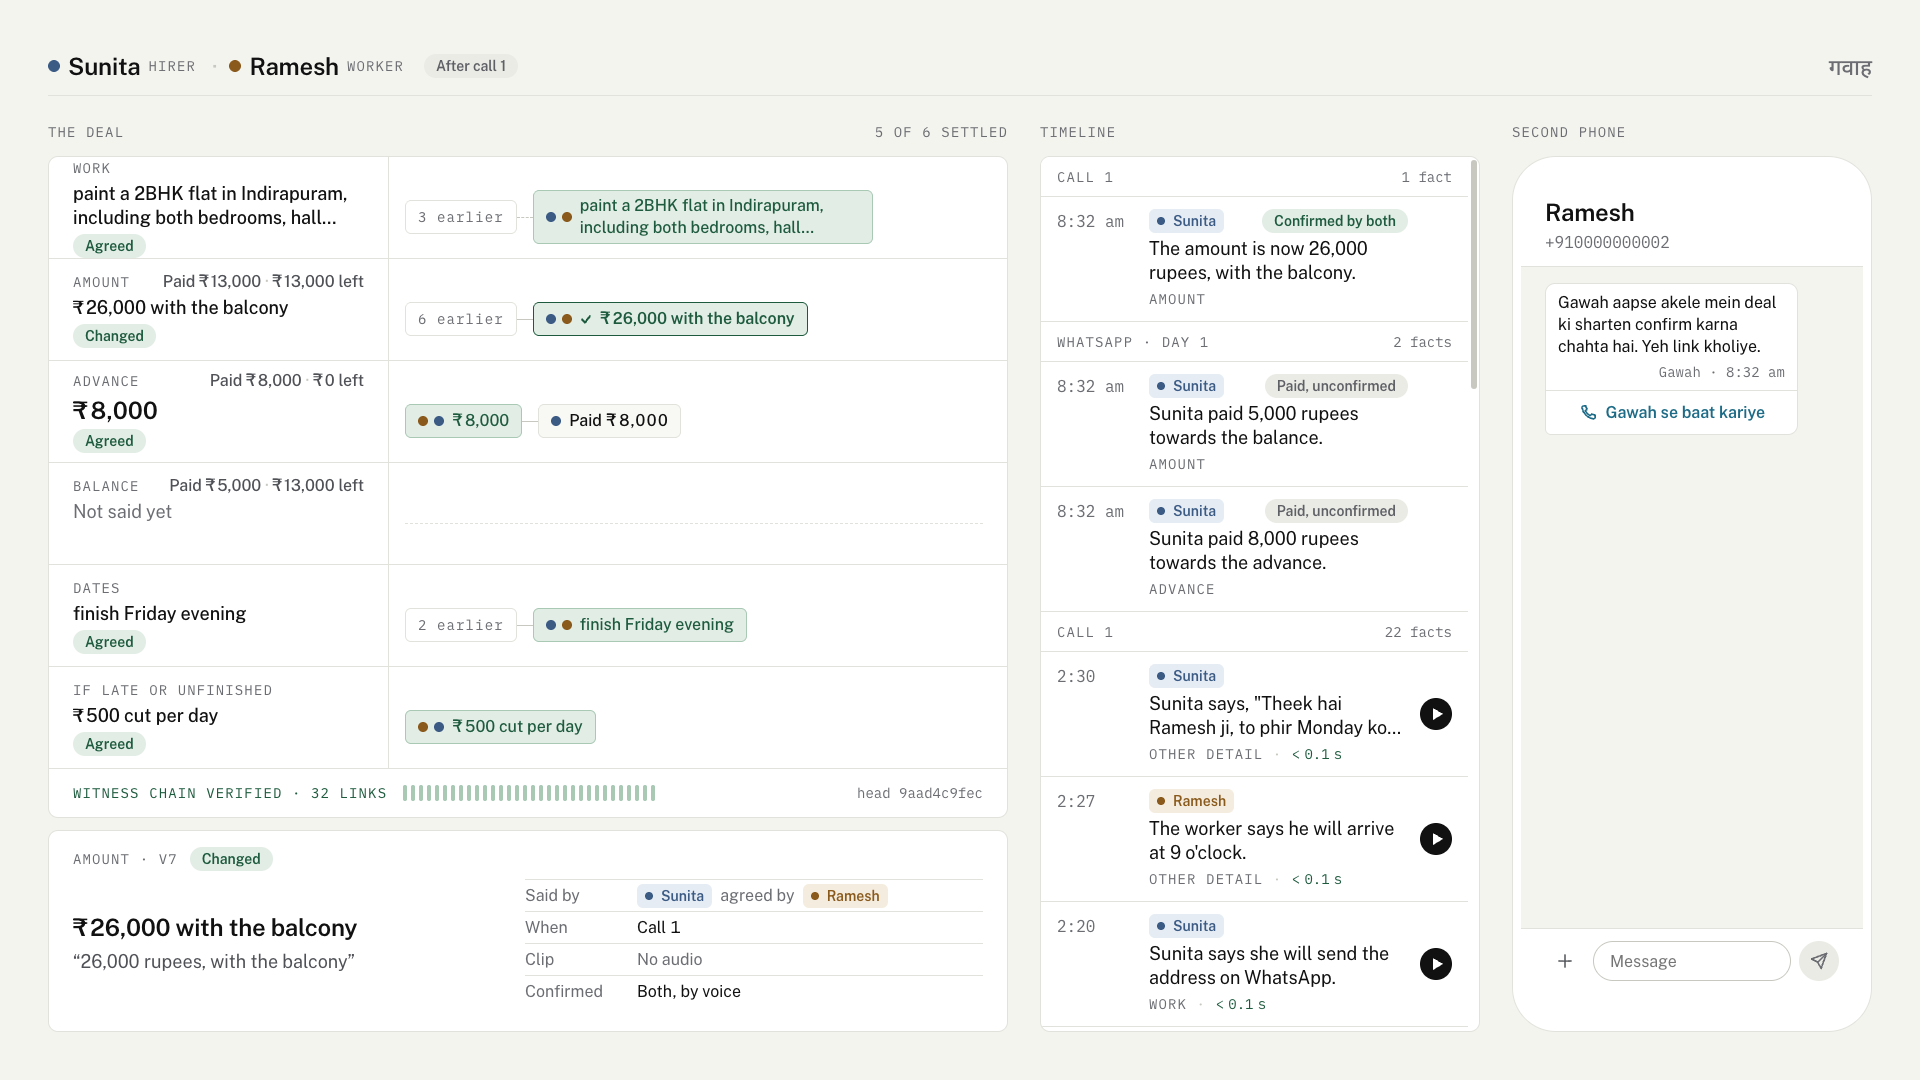 Sunita HIRER · Ramesh WORKER After call 1
गवाह
THE DEAL
5 OF 6 SETTLED
WORK
paint a 2BHK flat in Indirapuram,
including both bedrooms, hall...
Agreed
3 earlier
paint a 2BHK flat in Indirapuram,
including both bedrooms, hall...
AMOUNT Paid ₹13,000 · ₹13,000 left
₹26,000 with the balcony
Changed
6 earlier
✓ ₹26,000 with the balcony
ADVANCE Paid ₹8,000 · ₹0 left
₹8,000
Agreed
₹8,000
Paid ₹8,000
BALANCE Paid ₹5,000 · ₹13,000 left
Not said yet
DATES
finish Friday evening
Agreed
2 earlier
finish Friday evening
IF LATE OR UNFINISHED
₹500 cut per day
Agreed
₹500 cut per day
WITNESS CHAIN VERIFIED · 32 LINKS
head 9aad4c9fec
AMOUNT · V7 Changed
₹26,000 with the balcony
“26,000 rupees, with the balcony”
Said by Sunita agreed by Ramesh
When Call 1
Clip No audio
Confirmed Both, by voice
TIMELINE
CALL 1 1 fact
8:32 am Sunita Confirmed by both
The amount is now 26,000
rupees, with the balcony.
AMOUNT
WHATSAPP · DAY 1 2 facts
8:32 am Sunita Paid, unconfirmed
Sunita paid 5,000 rupees
towards the balance.
AMOUNT
8:32 am Sunita Paid, unconfirmed
Sunita paid 8,000 rupees
towards the advance.
ADVANCE
CALL 1 22 facts
2:30 Sunita
Sunita says, "Theek hai
Ramesh ji, to phir Monday ko...
OTHER DETAIL · <0.1 s
2:27 Ramesh
The worker says he will arrive
at 9 o'clock.
OTHER DETAIL · <0.1 s
2:20 Sunita
Sunita says she will send the
address on WhatsApp.
WORK · <0.1 s
SECOND PHONE
Ramesh
+910000000002
Gawah aapse akele mein deal
ki sharten confirm karna
chahta hai. Yeh link kholiye.
Gawah · 8:32 am
Gawah se baat kariye
Message